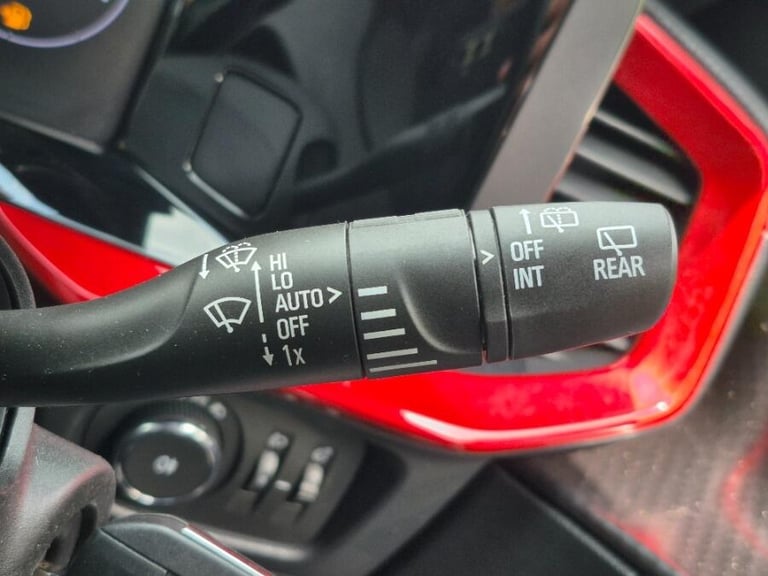 HI
LO
AUTO >
OFF
1x
>
OFF
INT
REAR